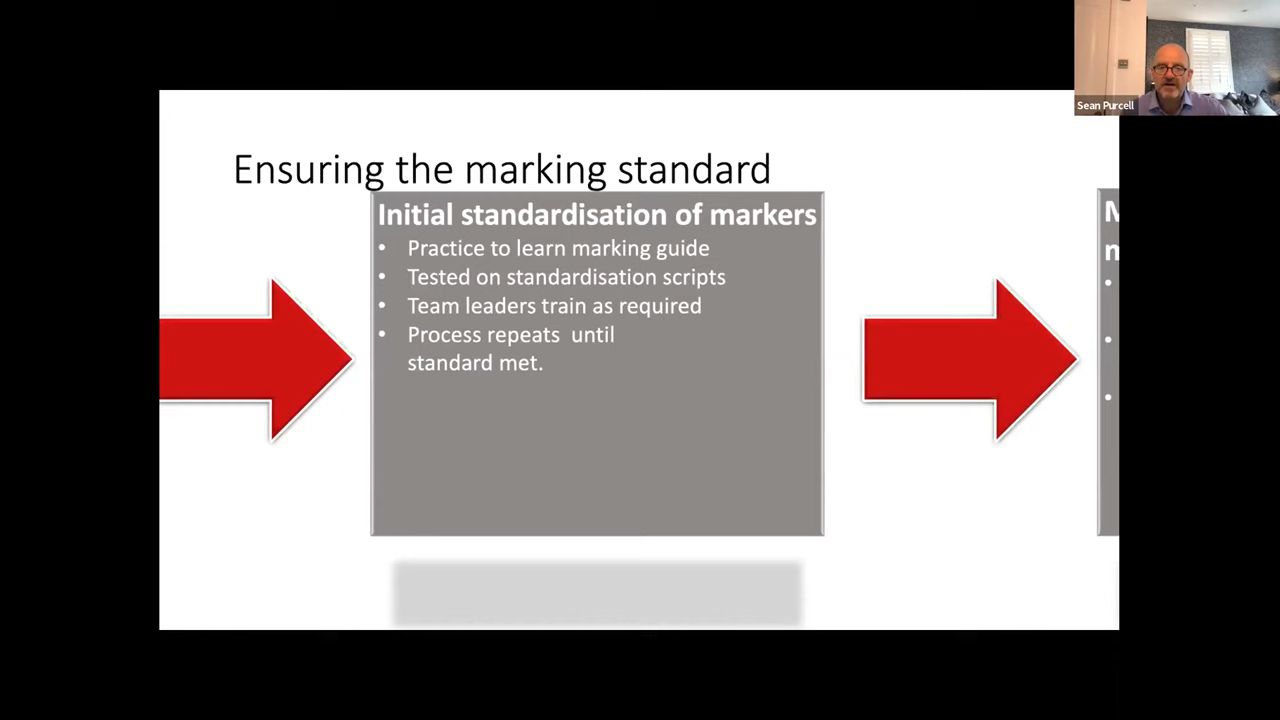 Sean Purcell
Ensuring the marking standard
Initial standardisation of markers
• Practice to learn marking guide
• Tested on standardisation scripts
• Team leaders train as required
• Process repeats until
standard met.
M
m
•
•
•